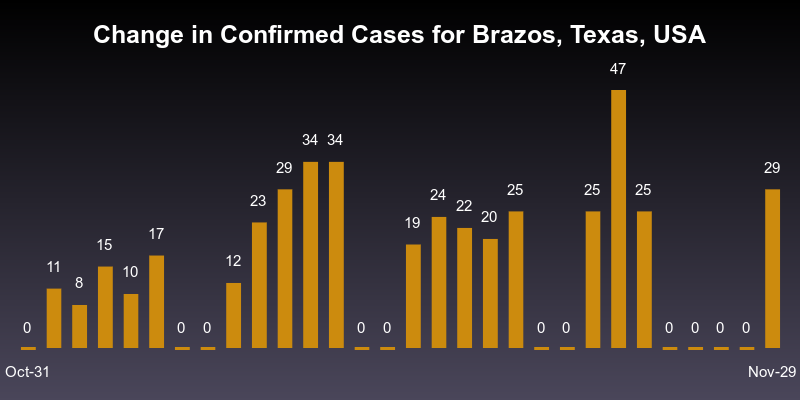 Change in Confirmed Cases for Brazos, Texas, USA
0 11 8 15 10 17 0 0 12 23 29 34 34 0 0 19 24 22 20 25 0 0 25 47 25 0 0 0 0 29
Oct-31 Nov-29